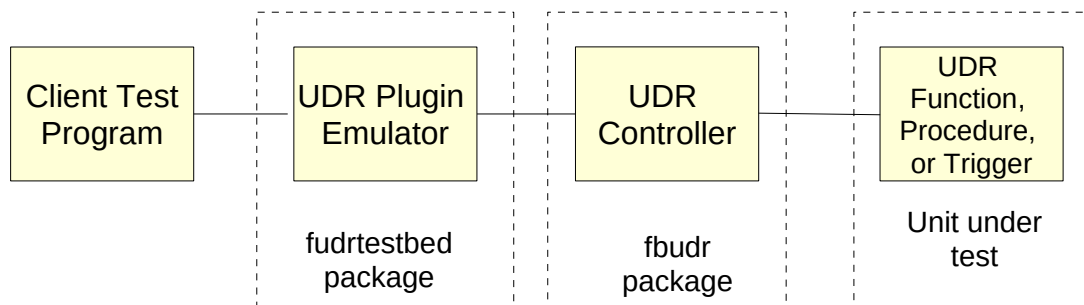 Client Test
Program
UDR Plugin
Emulator
UDR
Controller
UDR
Function,
Procedure,
or Trigger
fudrtestbed
package
fbudr
package
Unit under
test